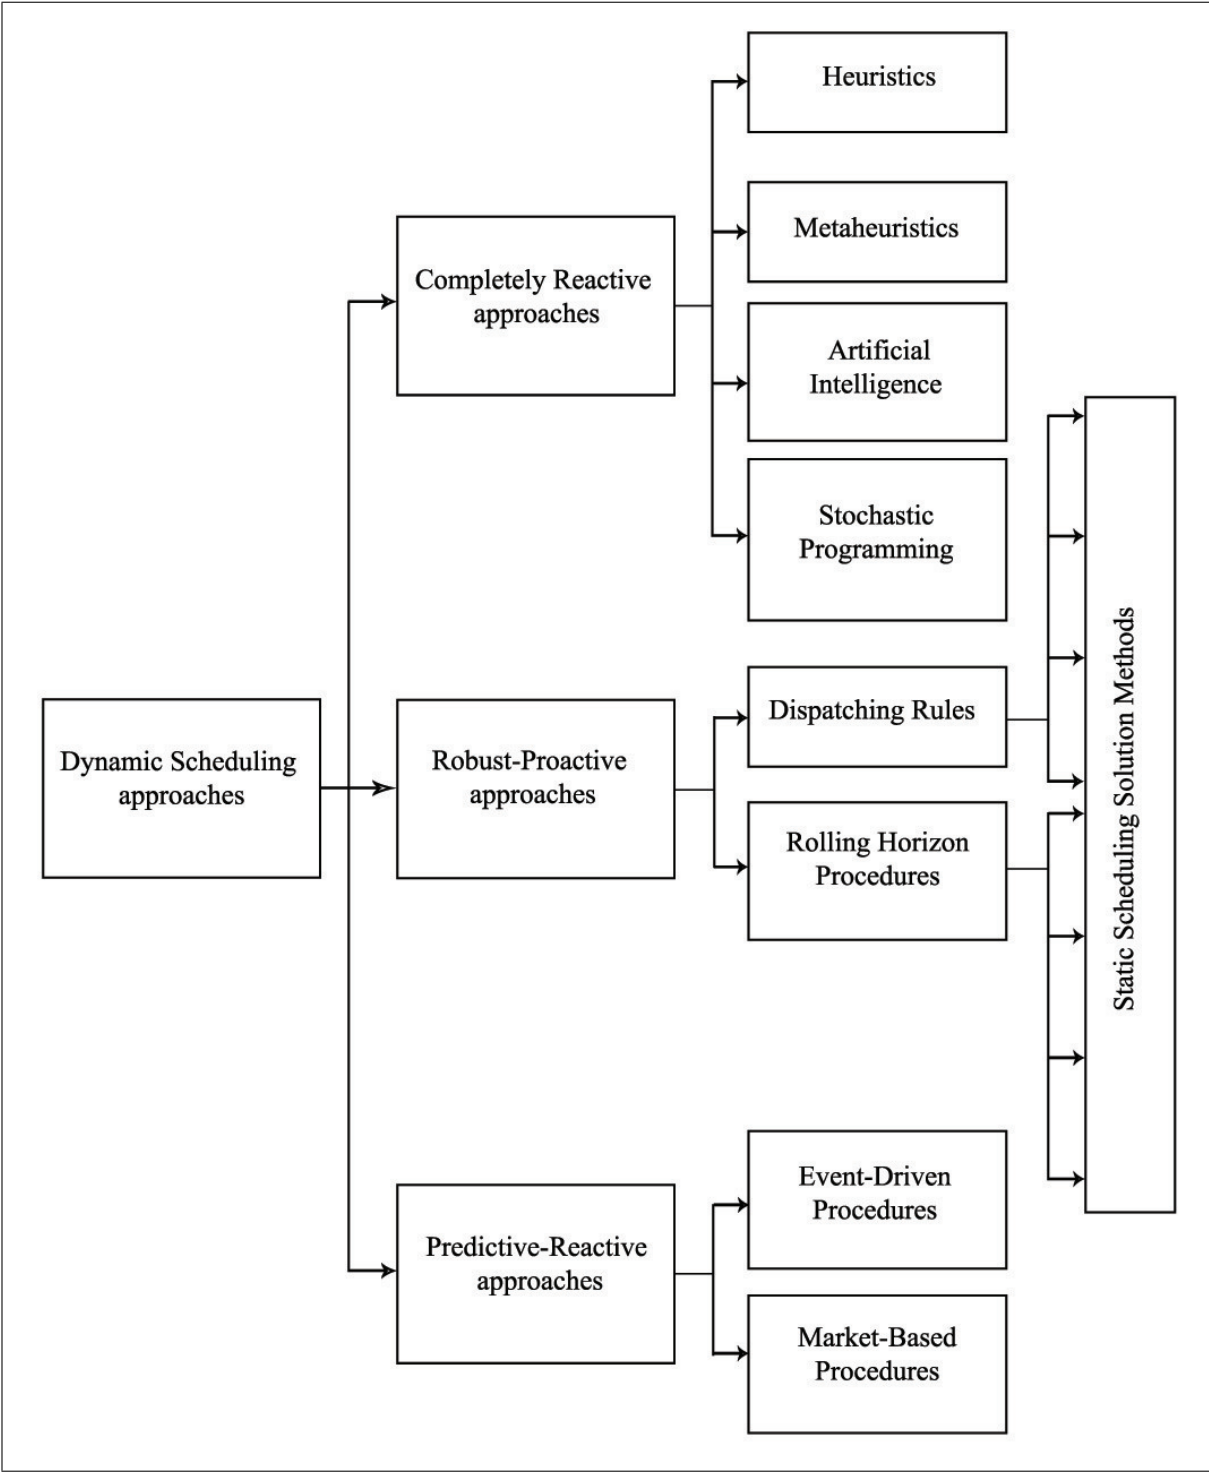 Heuristics
Metaheuristics
Completely Reactive
approaches
Artificial
Intelligence
Stochastic
Programming
Dynamic Scheduling
approaches
Robust-Proactive
approaches
Dispatching Rules
Rolling Horizon
Procedures
Static Scheduling Solution Methods
Predictive-Reactive
approaches
Event-Driven
Procedures
Market-Based
Procedures